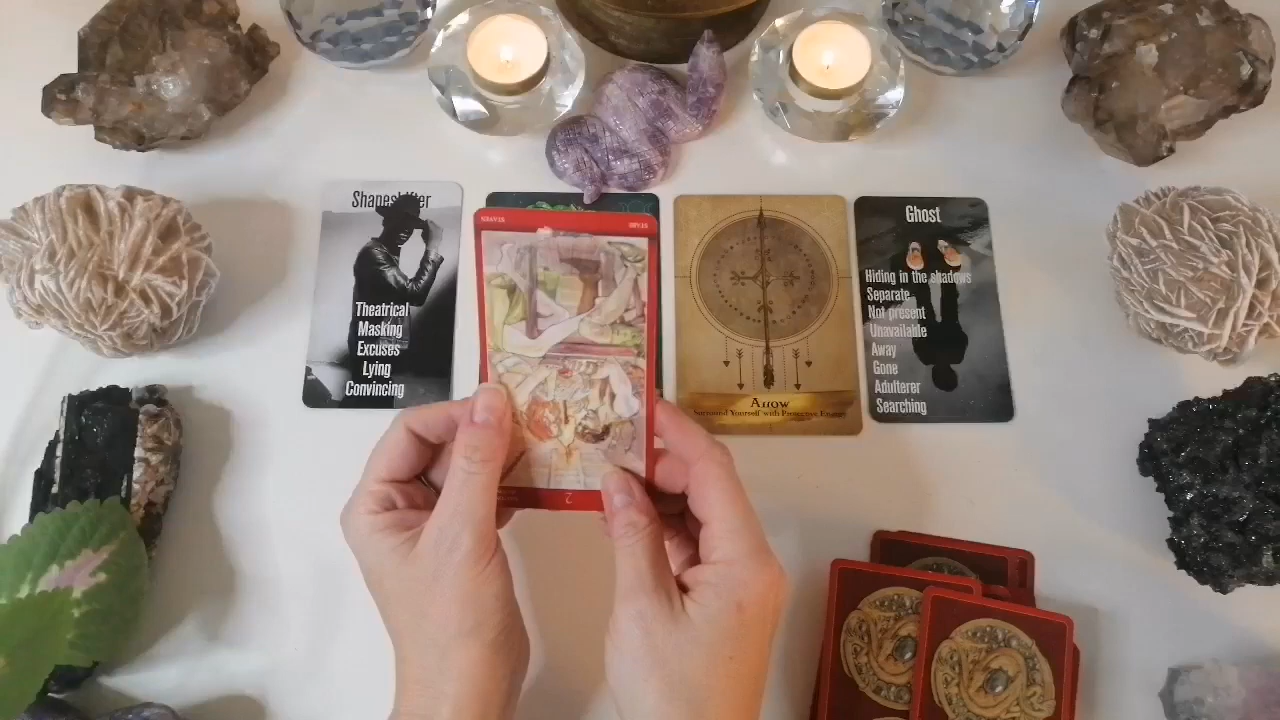 Shapeshifter
Theatrical
Masking
Excuses
Lying
Convincing
2
Arrow
Surround Yourself with Protective Energy
Ghost
Hiding in the shadows
Separate
Not present
Unavailable
Away
Gone
Adulterer
Searching